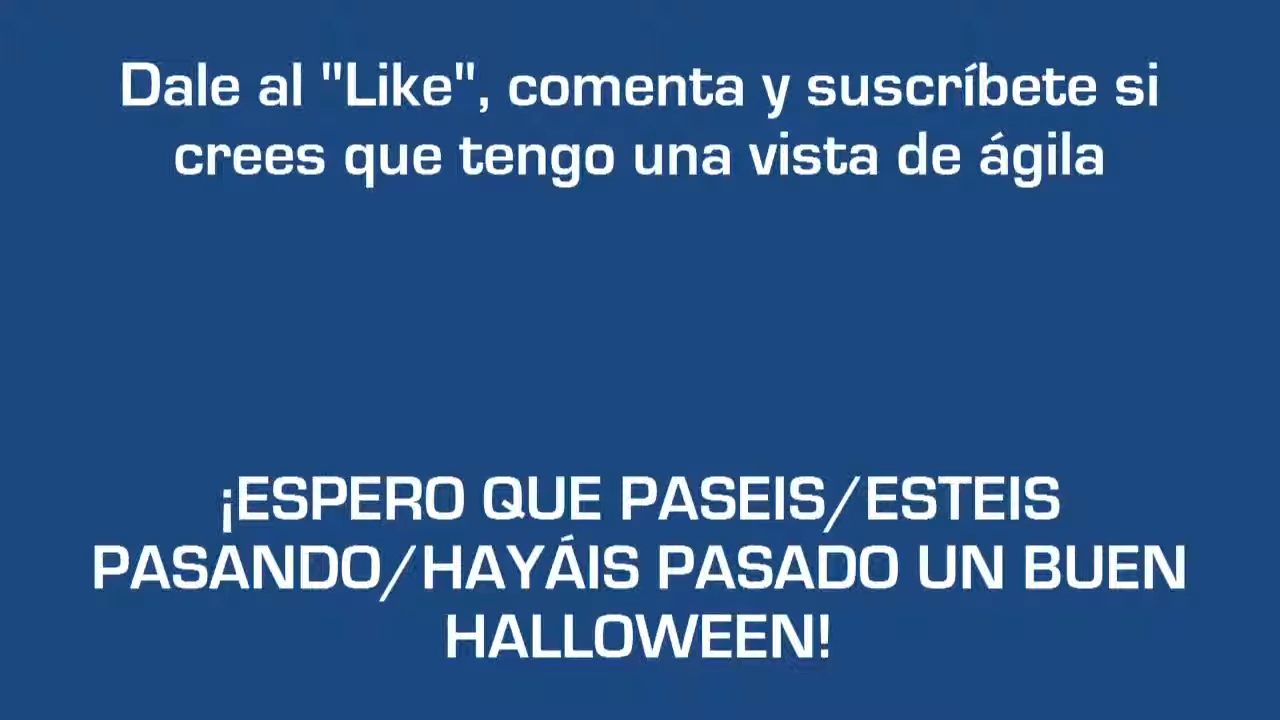 Dale al "Like", comenta y suscríbete si
crees que tengo una vista de ágila
¡ESPERO QUE PASEIS/ESTEIS
PASANDO/HAYÁIS PASADO UN BUEN
HALLOWEEN!